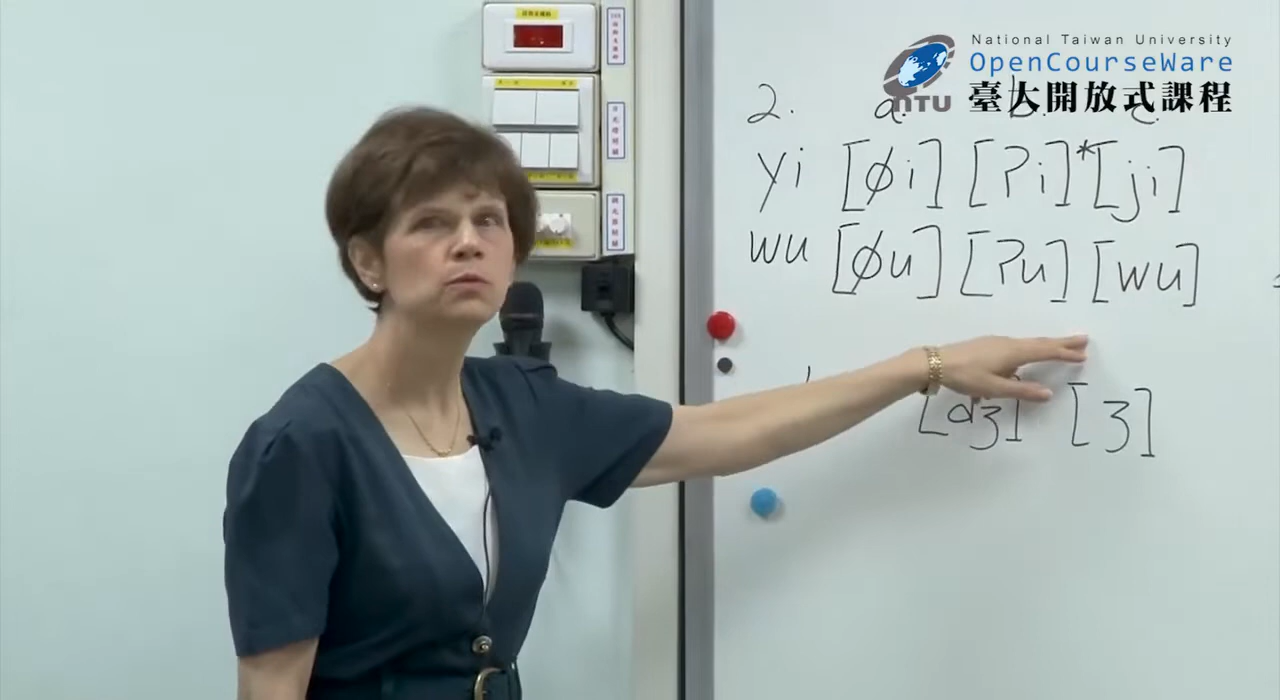 National Taiwan University
OpenCourseWare
NTU 臺大開放式課程
2. a. b. c.
yi [øi] [ʔi] *[ji]
wu [øu] [ʔu] [wu]
[dʒ] [ʒ]